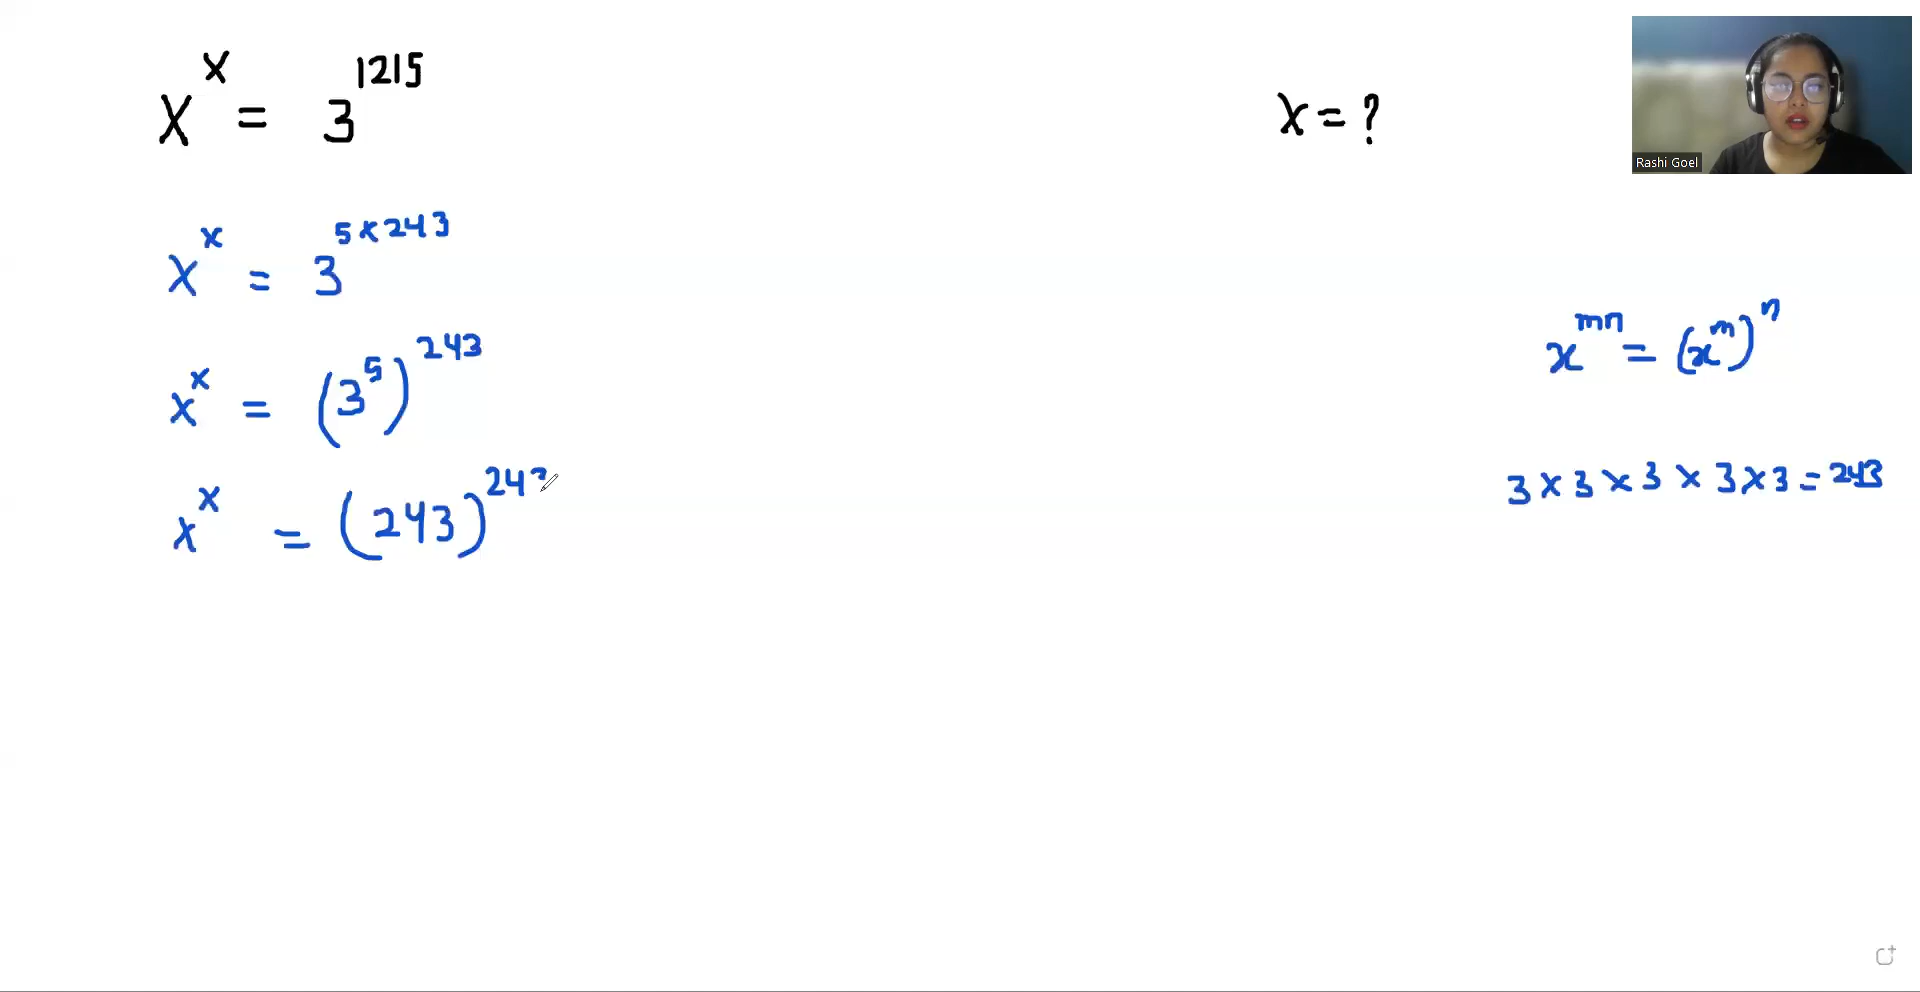 x^x = 3^1215
x = ?
Rashi Goel
x^x = 3^5×243
x^mn = (x^m)^n
x^x = (3^5)^243
3 × 3 × 3 × 3 × 3 = 243
x^x = (243)^243